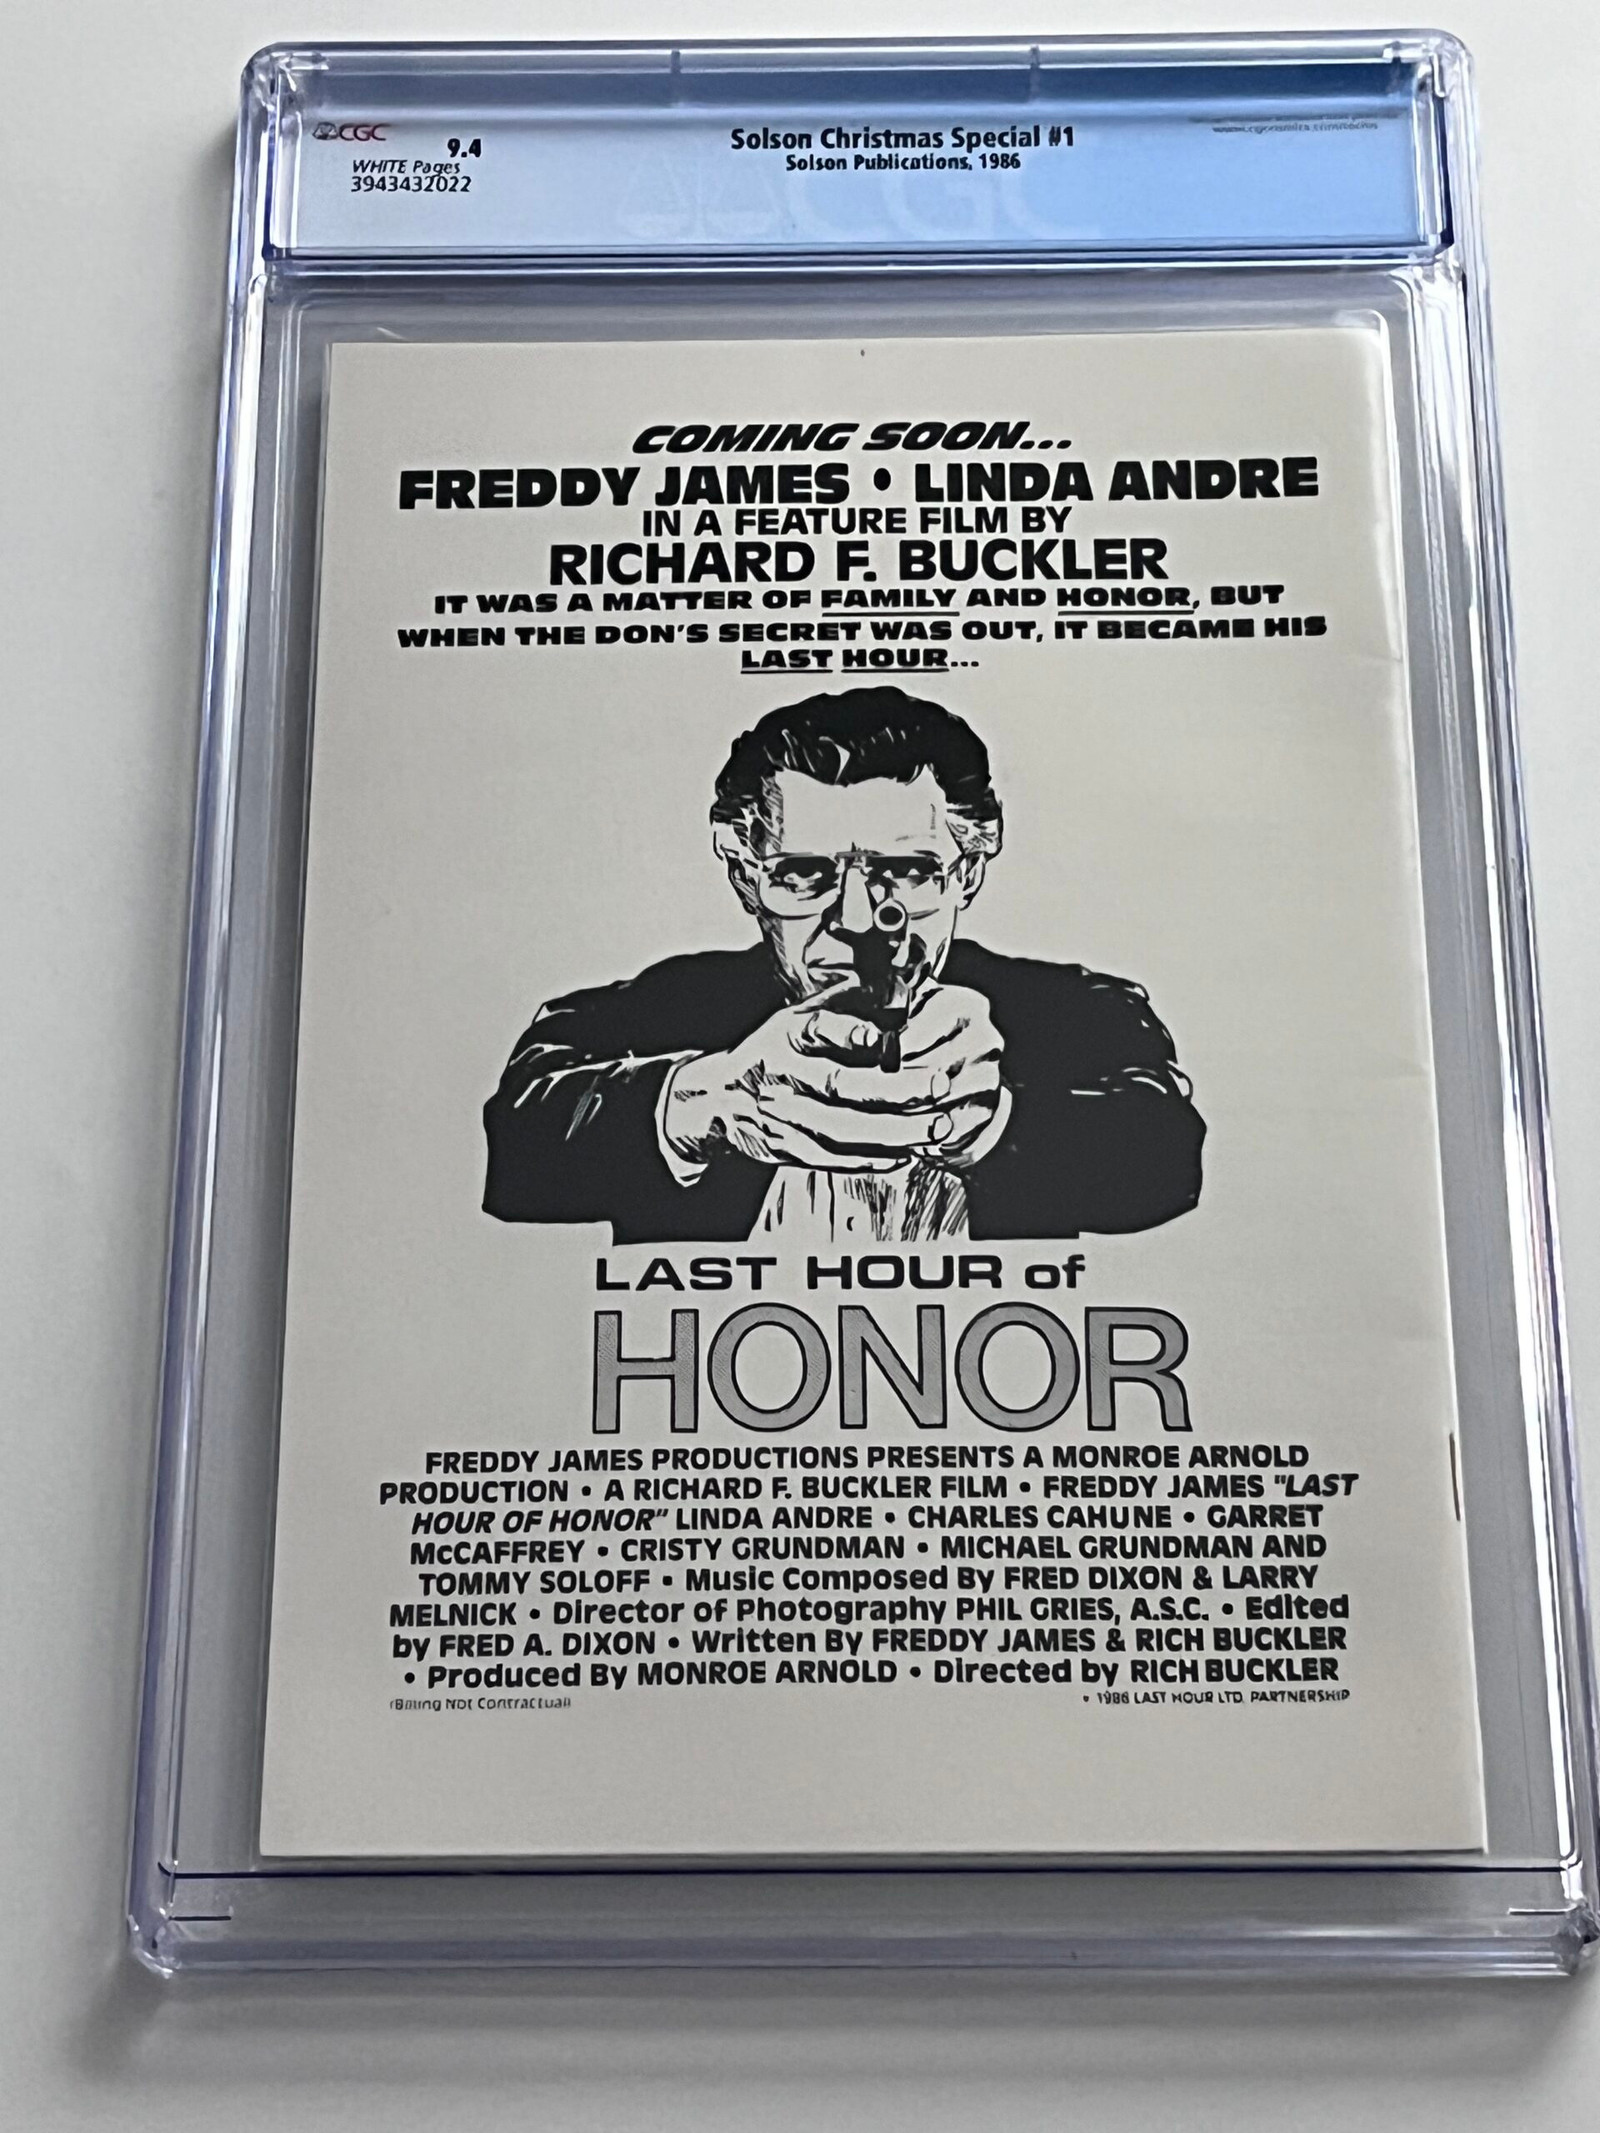 CGC
9.4
WHITE Pages
3943432022
Solson Christmas Special #1
Solson Publications, 1986
COMING SOON...
FREDDY JAMES • LINDA ANDRE
IN A FEATURE FILM BY
RICHARD F. BUCKLER
IT WAS A MATTER OF FAMILY AND HONOR, BUT
WHEN THE DON'S SECRET WAS OUT, IT BECAME HIS
LAST HOUR...
LAST HOUR of
HONOR
FREDDY JAMES PRODUCTIONS PRESENTS A MONROE ARNOLD
PRODUCTION • A RICHARD F. BUCKLER FILM • FREDDY JAMES "LAST
HOUR OF HONOR" LINDA ANDRE • CHARLES CAHUNE • GARRET
McCAFFREY • CRISTY GRUNDMAN • MICHAEL GRUNDMAN AND
TOMMY SOLOFF • Music Composed By FRED DIXON & LARRY
MELNICK • Director of Photography PHIL GRIES, A.S.C. • Edited
by FRED A. DIXON • Written By FREDDY JAMES & RICH BUCKLER
• Produced By MONROE ARNOLD • Directed by RICH BUCKLER
(Billing Not Contractual)
• 1986 LAST HOUR LTD. PARTNERSHIP